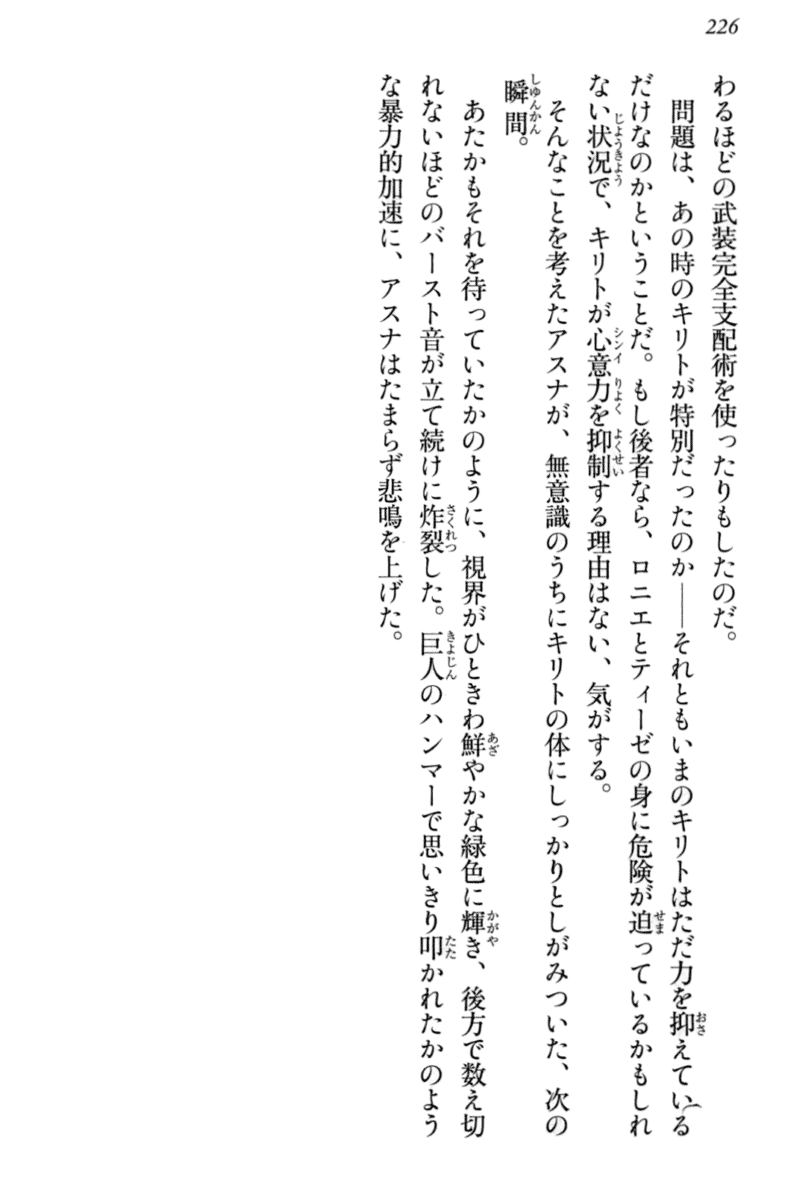 226
わるほどの武装完全支配術を使ったりもしたのだ。
問題は、あの時のキリトが特別だったのか――それともいまのキリトはただ力を抑えている
だけなのかということだ。もし後者なら、ロニエとティーゼの身に危険が迫っているかもしれ
ない状況で、キリトが心意力を抑制する理由はない、気がする。
そんなことを考えたアスナが、無意識のうちにキリトの体にしっかりとしがみついた、次の
瞬間。
あたかもそれを待っていたかのように、視界がひときわ鮮やかな緑色に輝き、後方で数え切
れないほどのバースト音が立て続けに炸裂した。巨人のハンマーで思いきり叩かれたかのよう
な暴力的加速に、アスナはたまらず悲鳴を上げた。